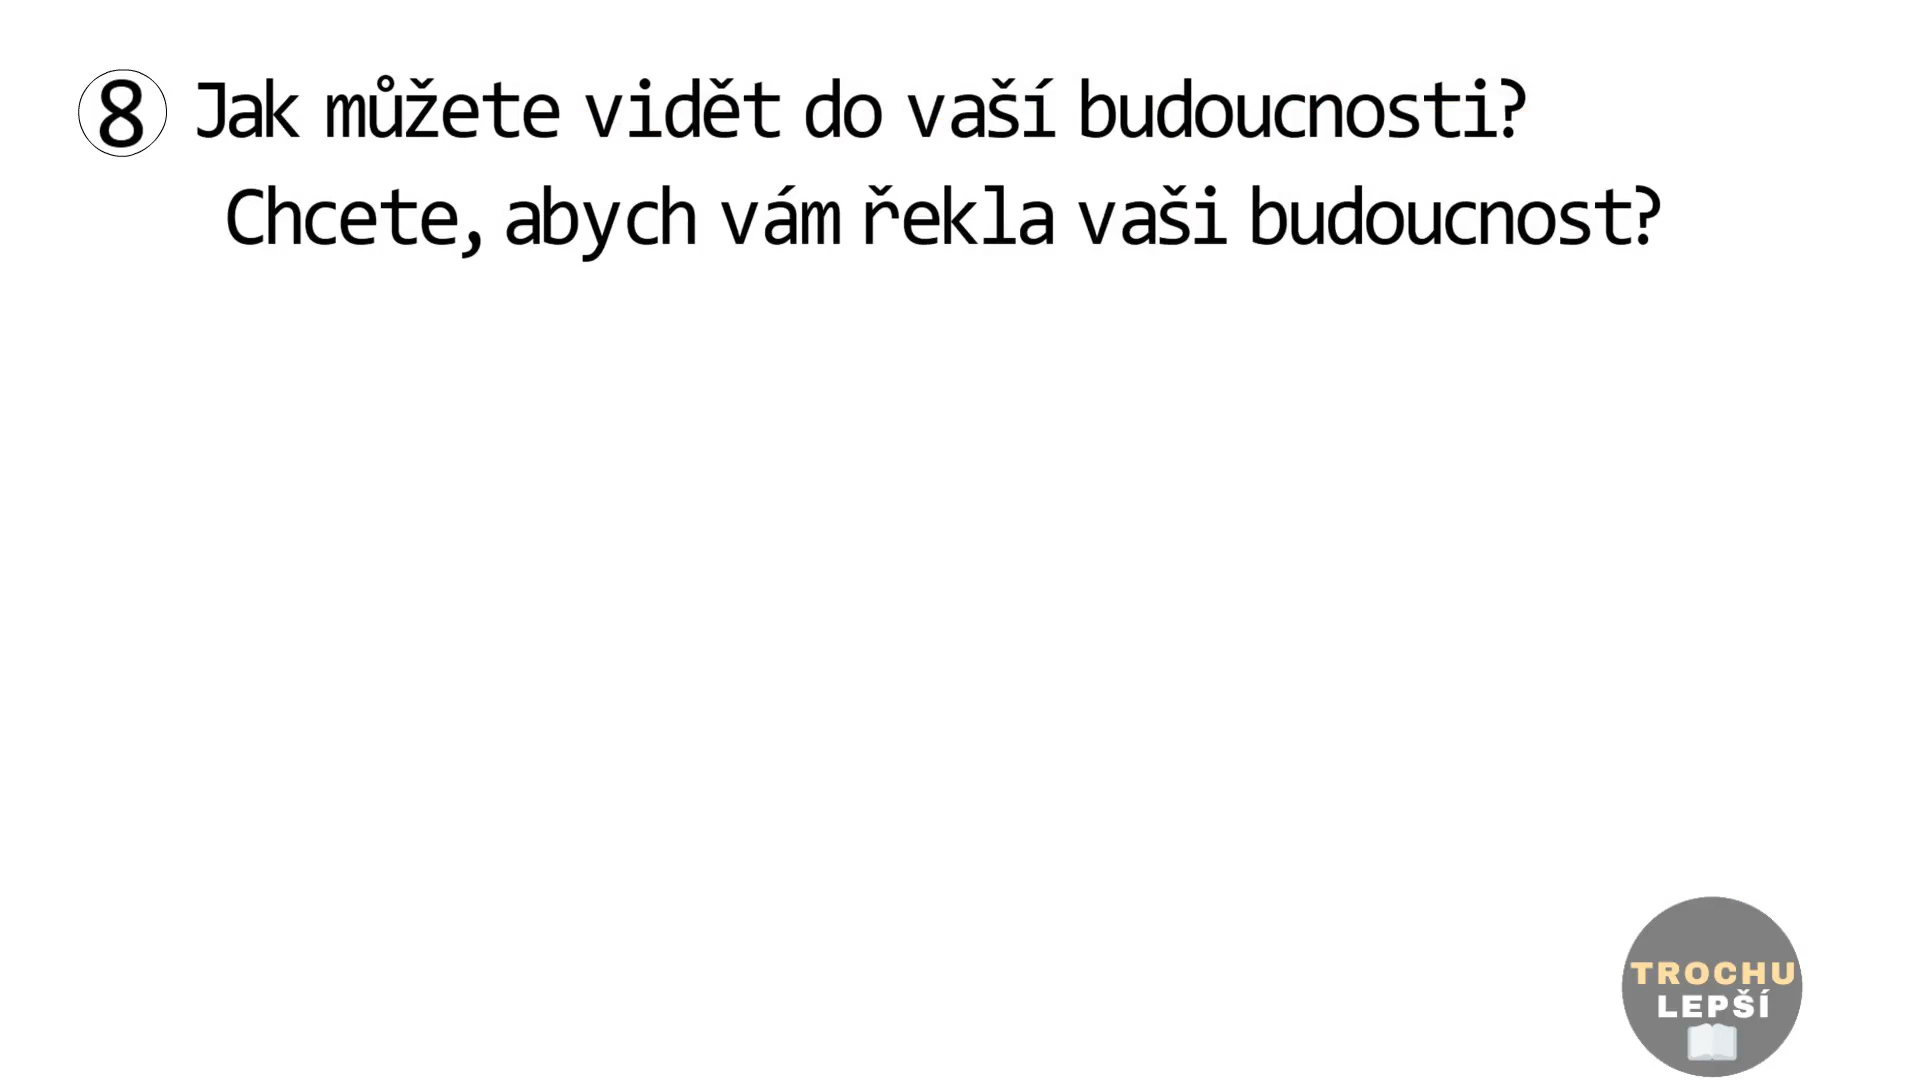 8 Jak můžete vidět do vaší budoucnosti?
Chcete, abych vám řekla vaši budoucnost?
TROCHU
LEPŠÍ